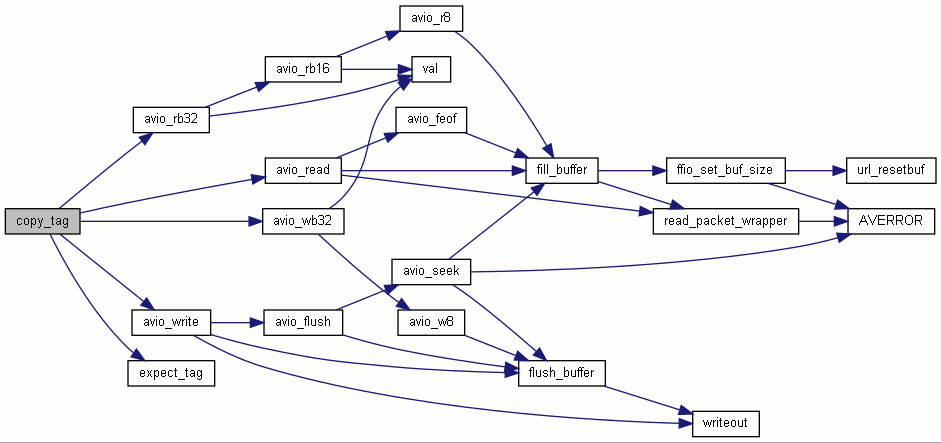 avio_r8
avio_rb16
val
avio_rb32
avio_feof
avio_read
fill_buffer
ffio_set_buf_size
url_resetbuf
copy_tag
avio_wb32
read_packet_wrapper
AVERROR
avio_seek
avio_write
avio_flush
avio_w8
expect_tag
flush_buffer
writeout